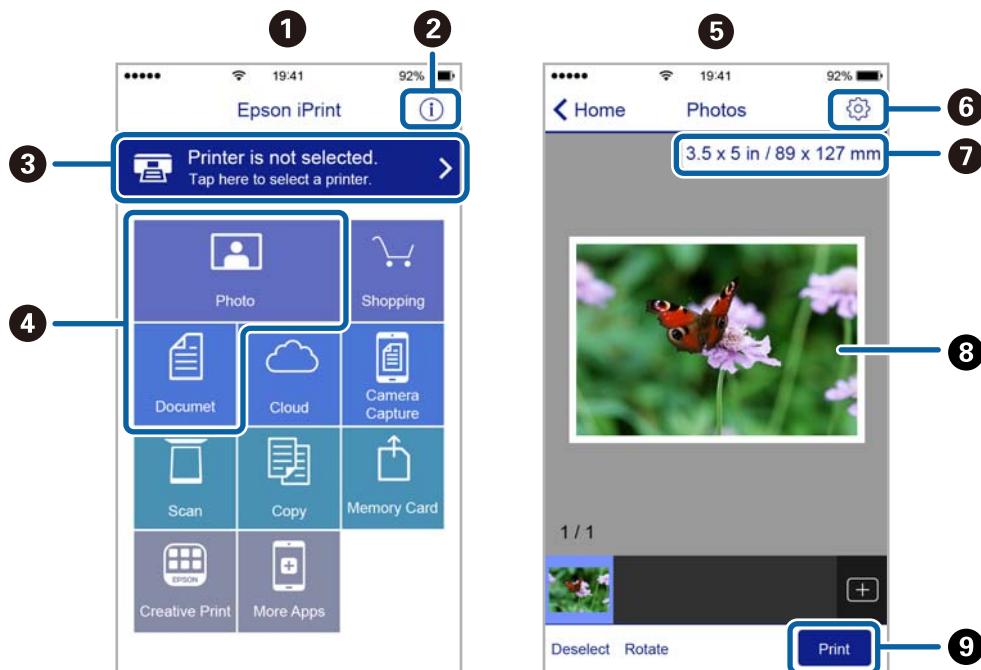 1
2
5
19:41
92%
Epson iPrint
i
3
Printer is not selected.
Tap here to select a printer.
4
Photo
Shopping
Documet
Cloud
Camera
Capture
Scan
Copy
Memory Card
EPSON
Creative Print
More Apps
19:41
92%
Home
Photos
6
3.5 x 5 in / 89 x 127 mm
7
8
1 / 1
Deselect
Rotate
Print
9